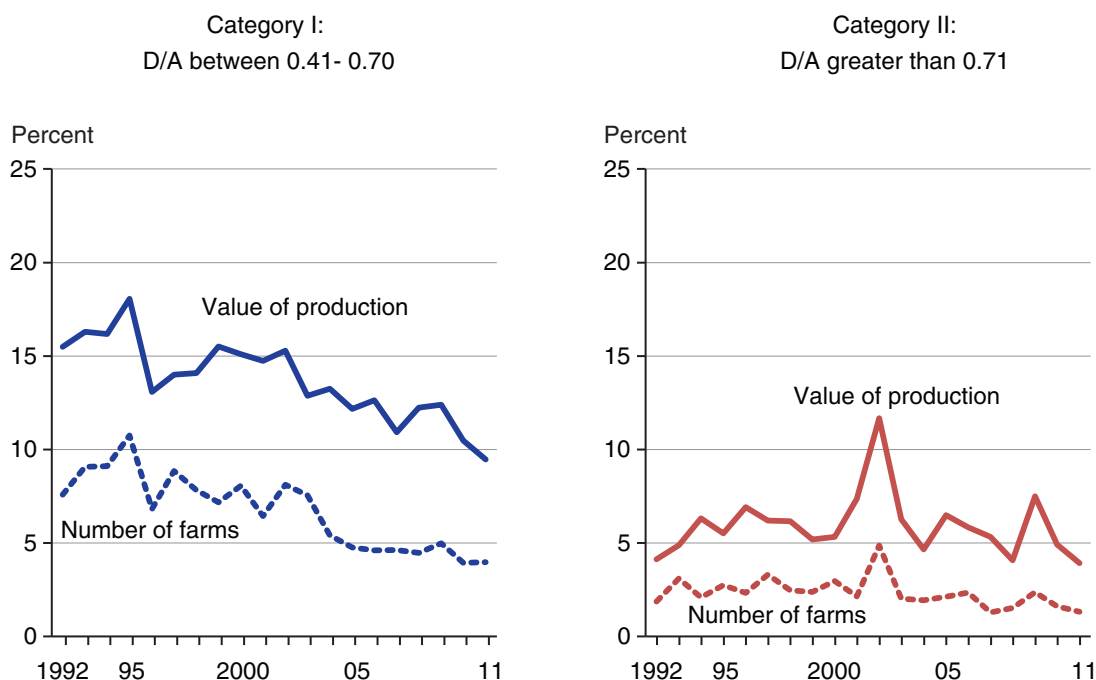 Category I:
D/A between 0.41- 0.70
Percent
25
20
15
10
5
0
Value of production
Number of farms
1992 95 2000 05 11
Category II:
D/A greater than 0.71
Percent
25
20
15
10
5
0
Value of production
Number of farms
1992 95 2000 05 11